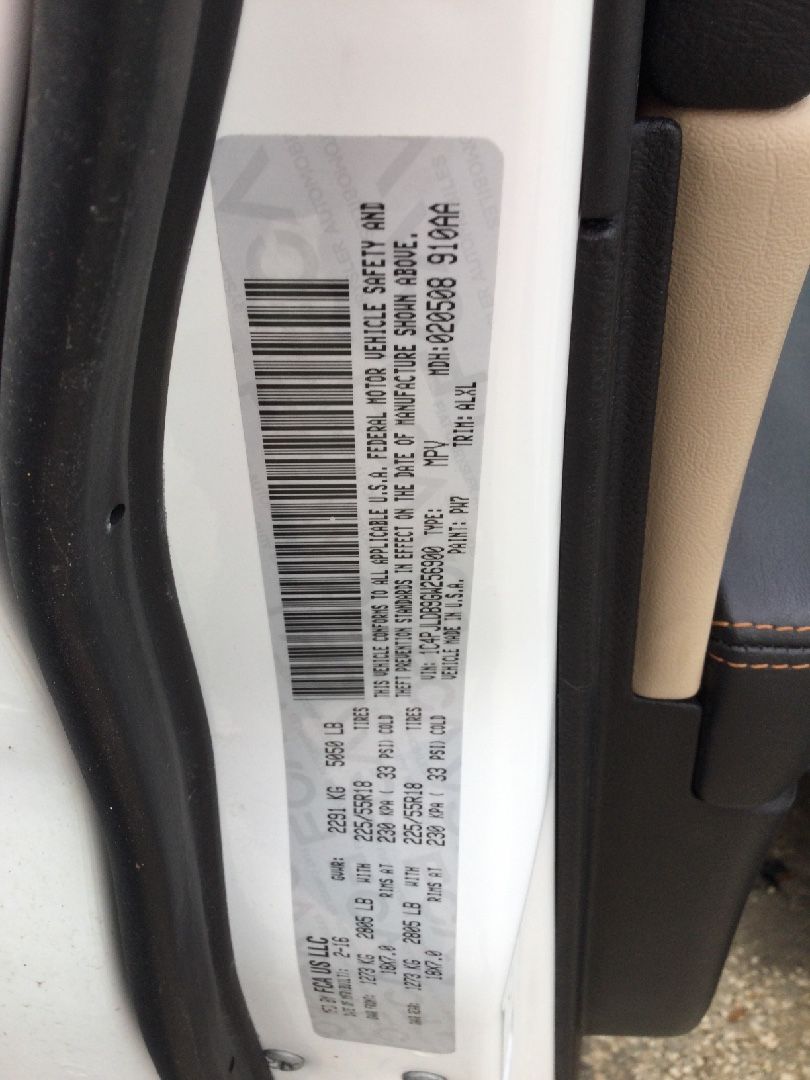 MFD BY FCA US LLC
DATE OF MFR(BUILT): 2-16 GVWR: 2291 KG 5050 LB
GAWR FRONT: 1273 KG 2805 LB WITH 225/55R18 TIRES
18X7.0 RIMS AT 230 KPA ( 33 PSI) COLD
GAWR REAR: 1273 KG 2805 LB WITH 225/55R18 TIRES
18X7.0 RIMS AT 230 KPA ( 33 PSI) COLD
THIS VEHICLE CONFORMS TO ALL APPLICABLE U.S.A. FEDERAL MOTOR VEHICLE SAFETY AND
THEFT PREVENTION STANDARDS IN EFFECT ON THE DATE OF MANUFACTURE SHOWN ABOVE.
VIN: 1C4PJLDB9GW256900 TYPE: MPV MDH:020508 910AA
VEHICLE MADE IN U.S.A. PAINT: PW7 TRIM: ALXL